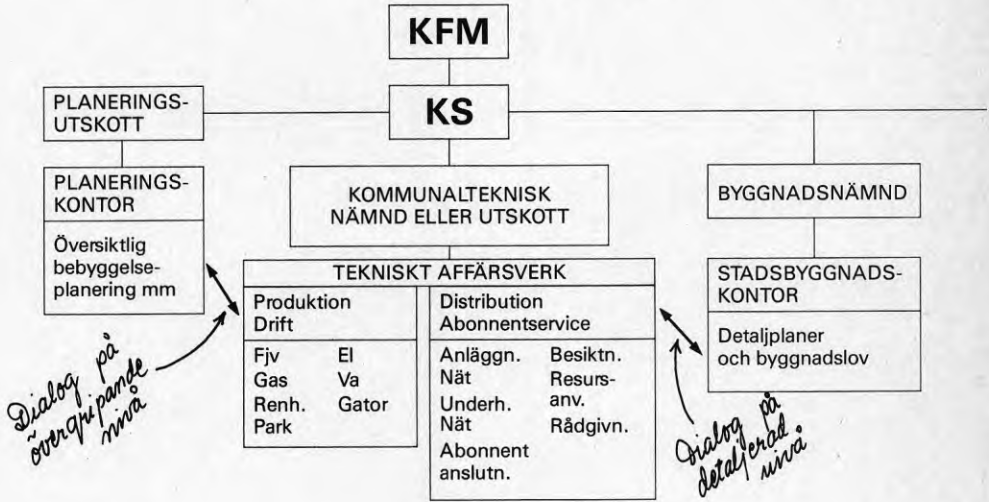 KFM
KS
PLANERINGS-
UTSKOTT
PLANERINGS-
KONTOR
Översiktlig
bebyggelse-
planering mm
KOMMUNALTEKNISK
NÄMND ELLER UTSKOTT
BYGGNADSNÄMND
TEKNISKT AFFÄRSVERK
Produktion
Drift
Fjv El
Gas Va
Renh. Gator
Park
Distribution
Abonnentservice
Anläggn. Besiktn.
Nät Resurs-
Underh. anv.
Nät Rådgivn.
Abonnent
anslutn.
STADSBYGGNADS-
KONTOR
Detaljplaner
och byggnadslov
Dialog på
övergripande
nivå
Dialog på
detaljerad
nivå